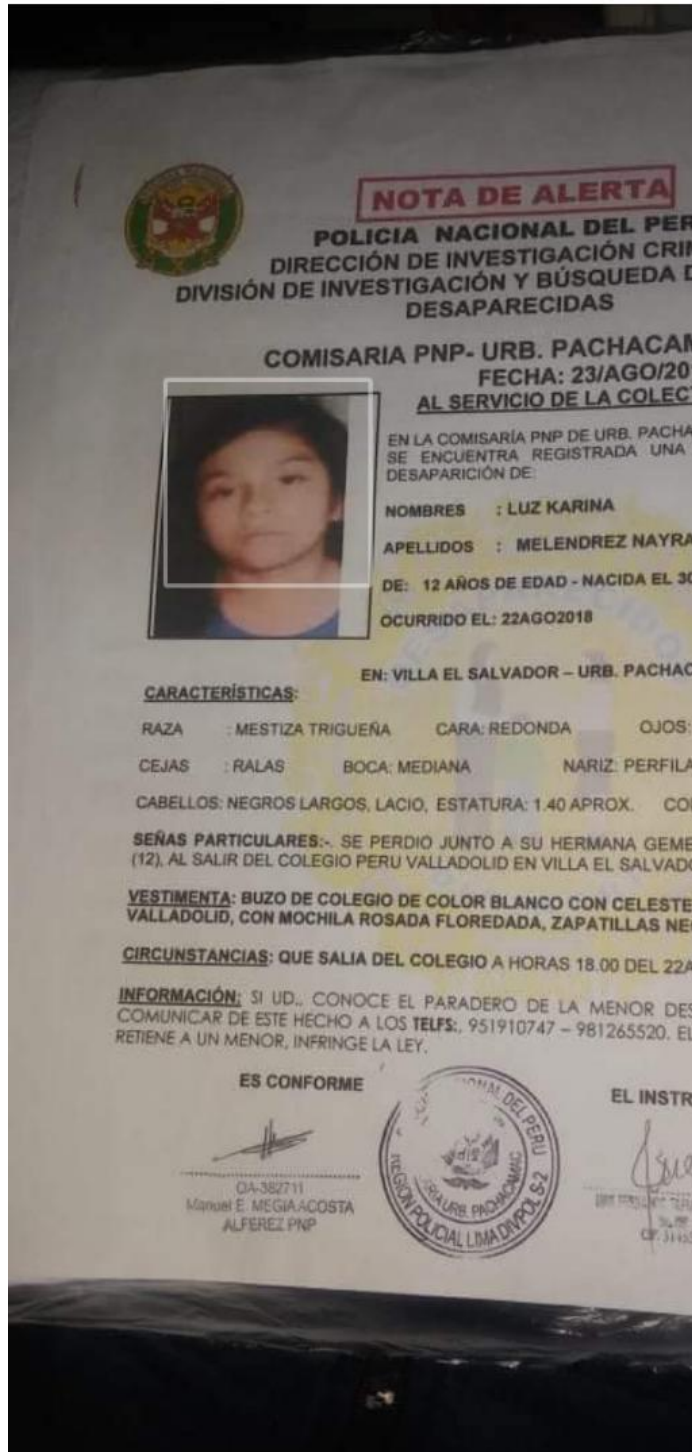 NOTA DE ALERTA
POLICIA NACIONAL DEL PER
DIRECCIÓN DE INVESTIGACIÓN CRI
DIVISIÓN DE INVESTIGACIÓN Y BÚSQUEDA D
DESAPARECIDAS
COMISARIA PNP- URB. PACHACAM
FECHA: 23/AGO/20
AL SERVICIO DE LA COLEC
EN LA COMISARÍA PNP DE URB. PACHA
SE ENCUENTRA REGISTRADA UNA
DESAPARICIÓN DE:
NOMBRES : LUZ KARINA
APELLIDOS : MELENDREZ NAYRA
DE: 12 AÑOS DE EDAD - NACIDA EL 30
OCURRIDO EL: 22AGO2018
EN: VILLA EL SALVADOR – URB. PACHAC
CARACTERÍSTICAS:
RAZA : MESTIZA TRIGUEÑA CARA: REDONDA OJOS:
CEJAS : RALAS BOCA: MEDIANA NARIZ: PERFILA
CABELLOS: NEGROS LARGOS, LACIO, ESTATURA: 1.40 APROX. CO
SEÑAS PARTICULARES:-. SE PERDIO JUNTO A SU HERMANA GEME
(12), AL SALIR DEL COLEGIO PERU VALLADOLID EN VILLA EL SALVADO
VESTIMENTA: BUZO DE COLEGIO DE COLOR BLANCO CON CELESTE
VALLADOLID, CON MOCHILA ROSADA FLOREDADA, ZAPATILLAS NE
CIRCUNSTANCIAS: QUE SALIA DEL COLEGIO A HORAS 18.00 DEL 22A
INFORMACIÓN: SI UD.. CONOCE EL PARADERO DE LA MENOR DES
COMUNICAR DE ESTE HECHO A LOS TELFS:. 951910747 – 981265520. EL
RETIENE A UN MENOR, INFRINGE LA LEY.
ES CONFORME
EL INSTR
OA-382711
Manuel E. MEGIA ACOSTA
ALFEREZ PNP
REGION POLICIAL LIMA DIVPOL S-2
URB. PACHACAMAC